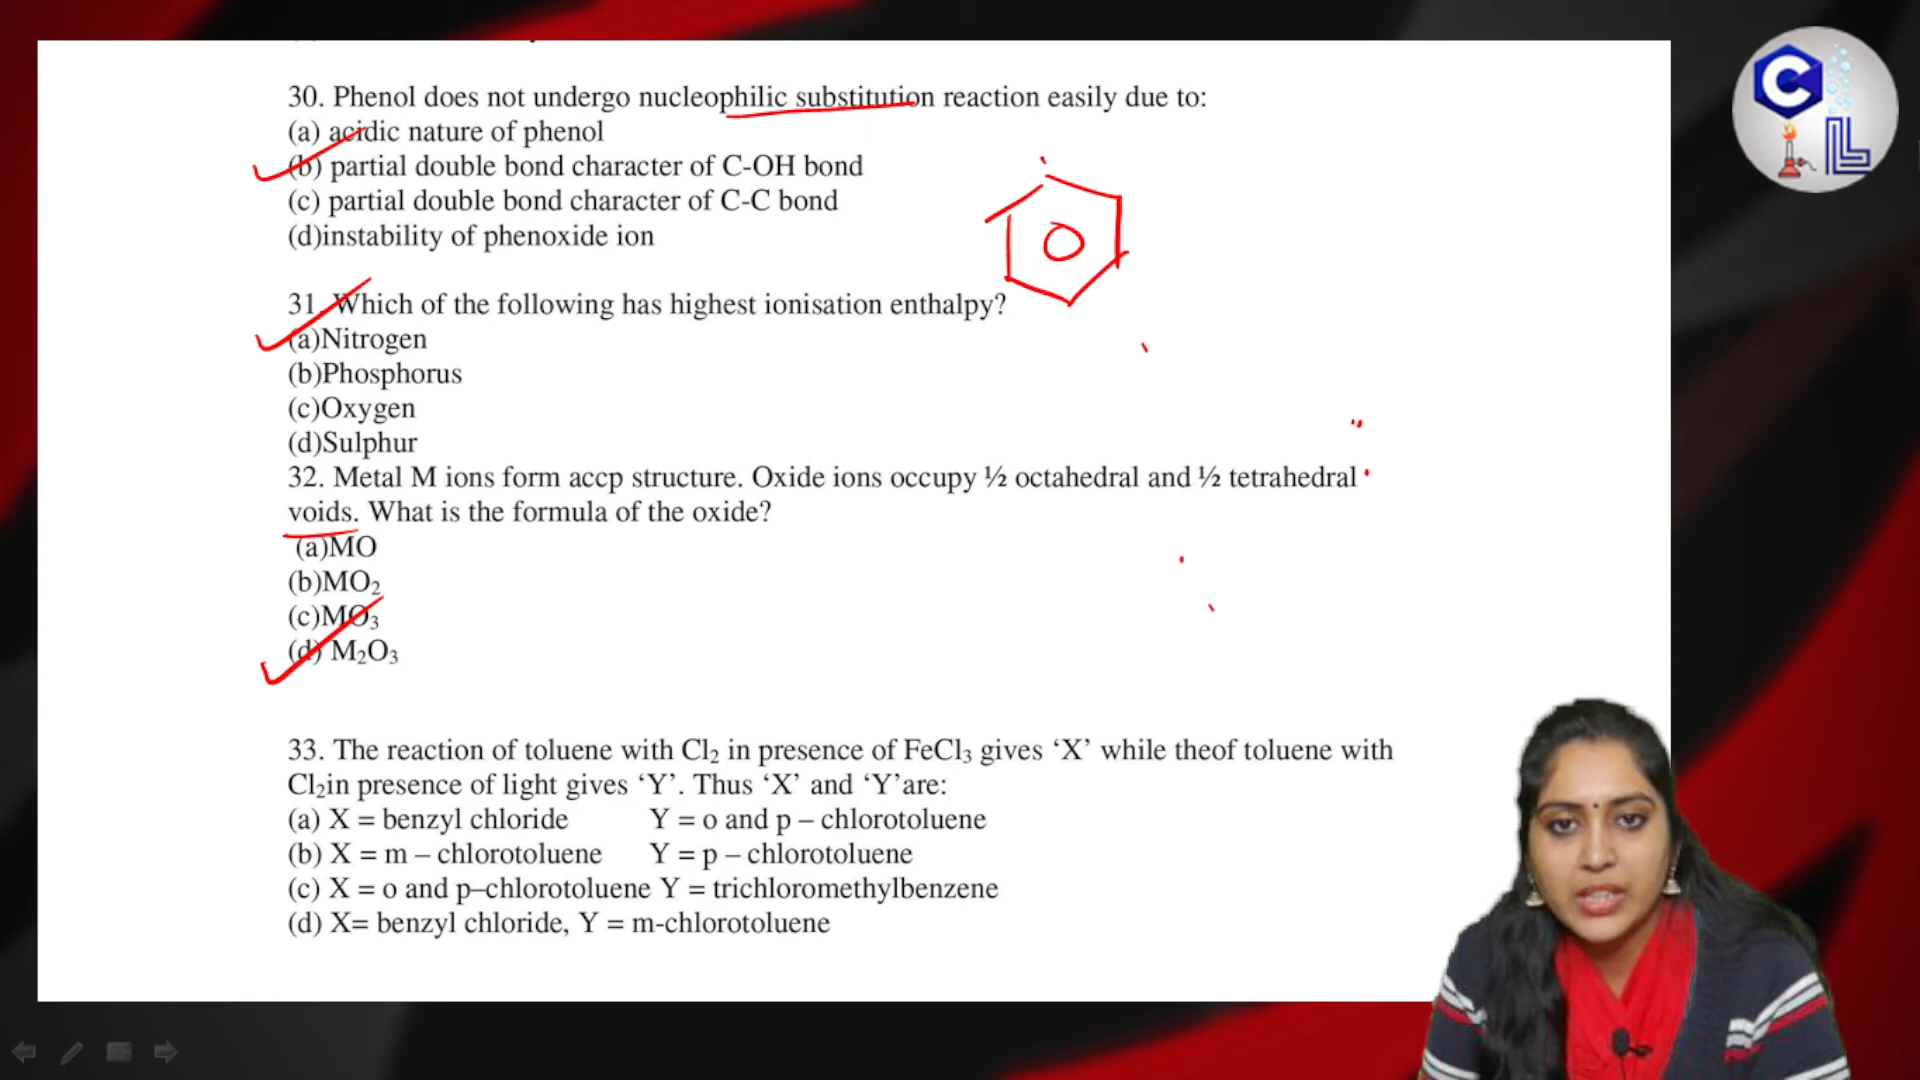 30. Phenol does not undergo nucleophilic substitution reaction easily due to:
(a) acidic nature of phenol
(b) partial double bond character of C-OH bond
(c) partial double bond character of C-C bond
(d)instability of phenoxide ion
31. Which of the following has highest ionisation enthalpy?
(a)Nitrogen
(b)Phosphorus
(c)Oxygen
(d)Sulphur
32. Metal M ions form accp structure. Oxide ions occupy ½ octahedral and ½ tetrahedral
voids. What is the formula of the oxide?
(a)MO
(b)MO₂
(c)MO₃
(d) M₂O₃
33. The reaction of toluene with Cl₂ in presence of FeCl₃ gives ‘X’ while theof toluene with
Cl₂in presence of light gives ‘Y’. Thus ‘X’ and ‘Y’are:
(a) X = benzyl chloride Y = o and p – chlorotoluene
(b) X = m – chlorotoluene Y = p – chlorotoluene
(c) X = o and p–chlorotoluene Y = trichloromethylbenzene
(d) X= benzyl chloride, Y = m-chlorotoluene
C
L